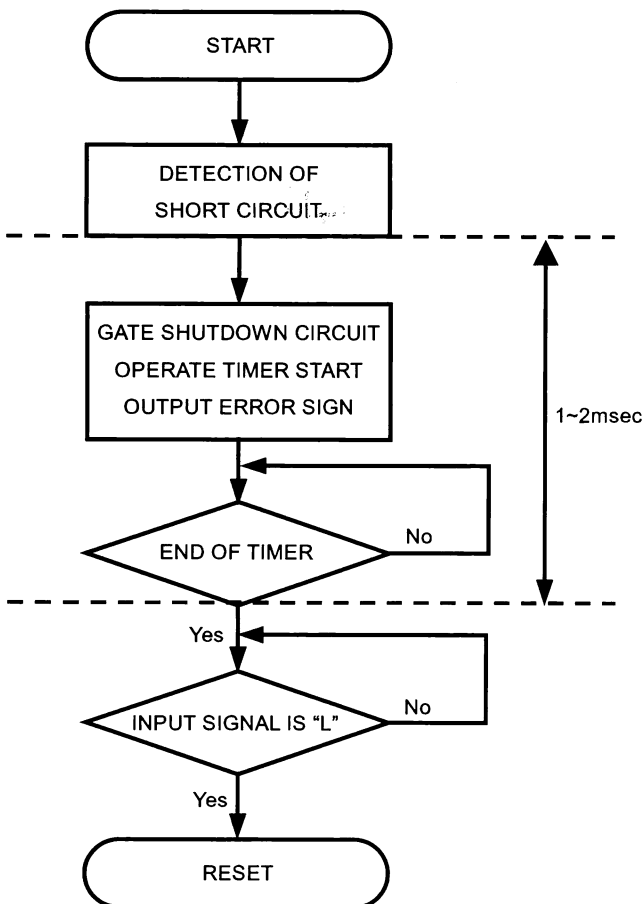 START
DETECTION OF
SHORT CIRCUIT
GATE SHUTDOWN CIRCUIT
OPERATE TIMER START
OUTPUT ERROR SIGN
1~2msec
END OF TIMER
No
Yes
INPUT SIGNAL IS “L”
No
Yes
RESET